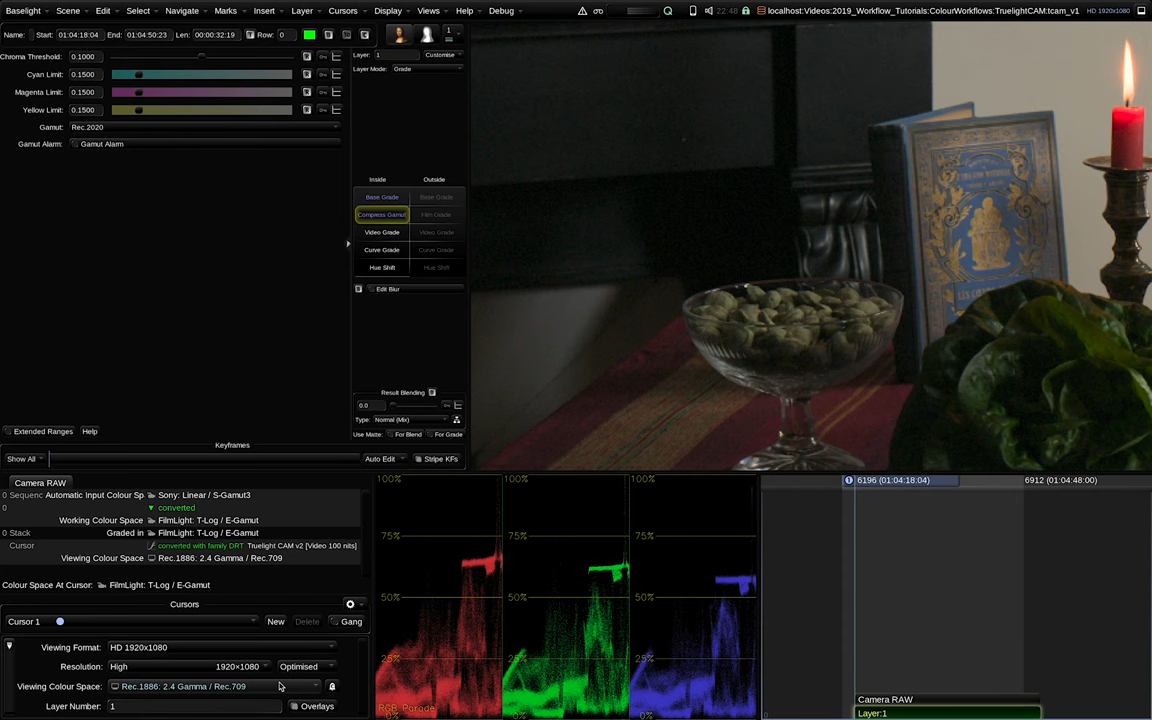 Baselight Scene Edit Select Navigate Marks Insert Layer Cursors Display Views Help Debug 22:48 localhost:Videos:2019_Workflow_Tutorials:ColourWorkflows:TruelightCAM:tcam_v1 HD 1920x1080
Name: Start: 01:04:18:04 End: 01:04:50:23 Len: 00:00:32:19 Row: 0 1
Layer: 1 Customise
Layer Mode: Grade
Chroma Threshold: 0.1000
Cyan Limit: 0.1500
Magenta Limit: 0.1500
Yellow Limit: 0.1500
Gamut: Rec.2020
Gamut Alarm: Gamut Alarm
Inside Outside
Base Grade Base Grade
Compress Gamut Film Grade
Video Grade Video Grade
Curve Grade Curve Grade
Hue Shift Hue Shift
Edit Blur
Result Blending
0.0
Type: Normal (Mix)
Use Matte: For Blend For Grade
Extended Ranges Help
Keyframes
Show All Auto Edit Stripe KFs
Camera RAW
0 Sequenc Automatic Input Colour Sp Sony: Linear / S-Gamut3
0 converted
Working Colour Space FilmLight: T-Log / E-Gamut
0 Stack Graded in FilmLight: T-Log / E-Gamut
Cursor converted with family DRT Truelight CAM v2 [Video 100 nits]
Viewing Colour Space Rec.1886: 2.4 Gamma / Rec.709
Colour Space At Cursor: FilmLight: T-Log / E-Gamut
Cursors
Cursor 1 New Delete Gang
Viewing Format: HD 1920x1080
Resolution: High 1920x1080 Optimised
Viewing Colour Space: Rec.1886: 2.4 Gamma / Rec.709
Layer Number: 1 Overlays
100% 100% 100%
75% 75% 75%
50% 50% 50%
25% 25% 25%
RGB Parade
0% 0% 0%
1 6196 (01:04:18:04) 6912 (01:04:48:00)
Camera RAW
0 Layer:1